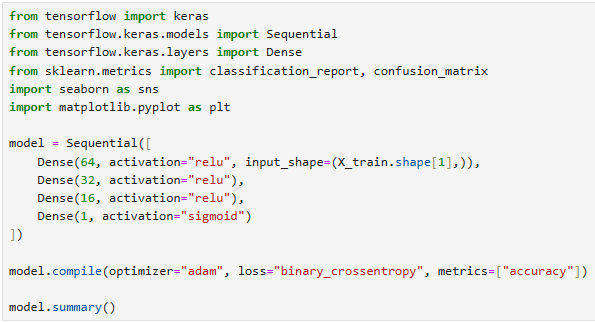 from tensorflow import keras
from tensorflow.keras.models import Sequential
from tensorflow.keras.layers import Dense
from sklearn.metrics import classification_report, confusion_matrix
import seaborn as sns
import matplotlib.pyplot as plt

model = Sequential([
    Dense(64, activation="relu", input_shape=(X_train.shape[1],)),
    Dense(32, activation="relu"),
    Dense(16, activation="relu"),
    Dense(1, activation="sigmoid")
])

model.compile(optimizer="adam", loss="binary_crossentropy", metrics=["accuracy"])

model.summary()